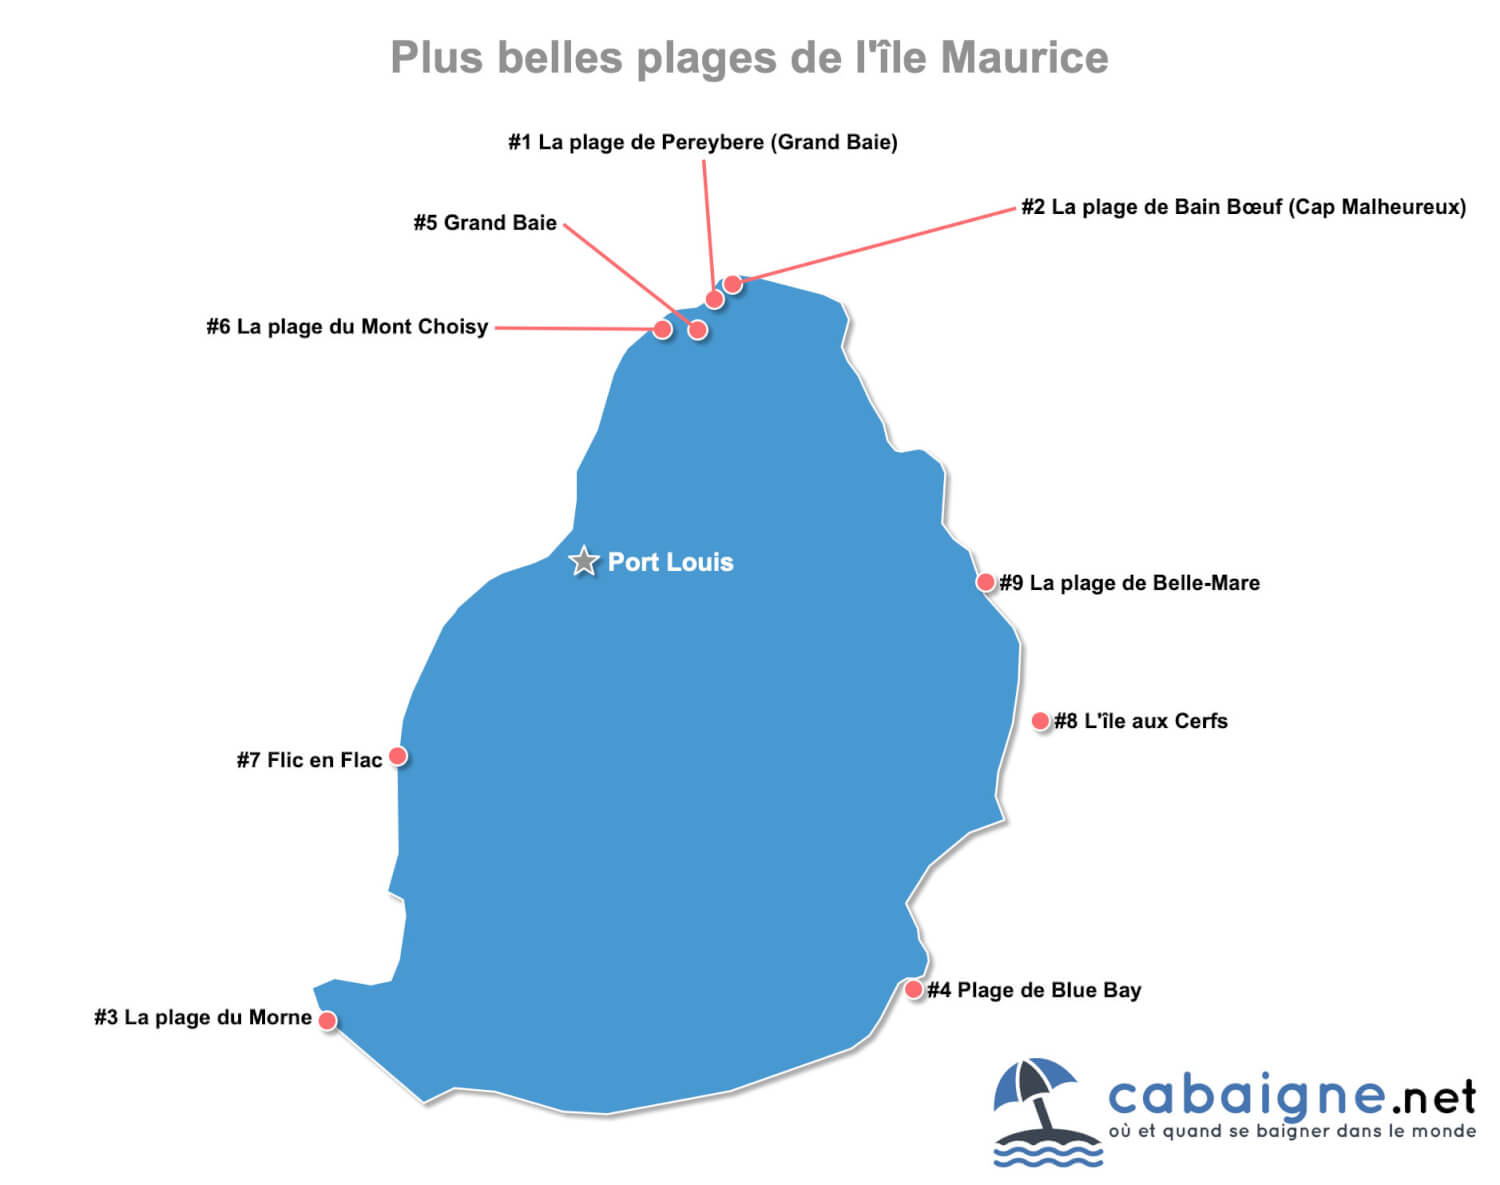 Plus belles plages de l'île Maurice
#1 La plage de Pereybere (Grand Baie)
#2 La plage de Bain Bœuf (Cap Malheureux)
#5 Grand Baie
#6 La plage du Mont Choisy
Port Louis
#9 La plage de Belle-Mare
#8 L'île aux Cerfs
#7 Flic en Flac
#4 Plage de Blue Bay
#3 La plage du Morne
cabaigne.net
où et quand se baigner dans le monde